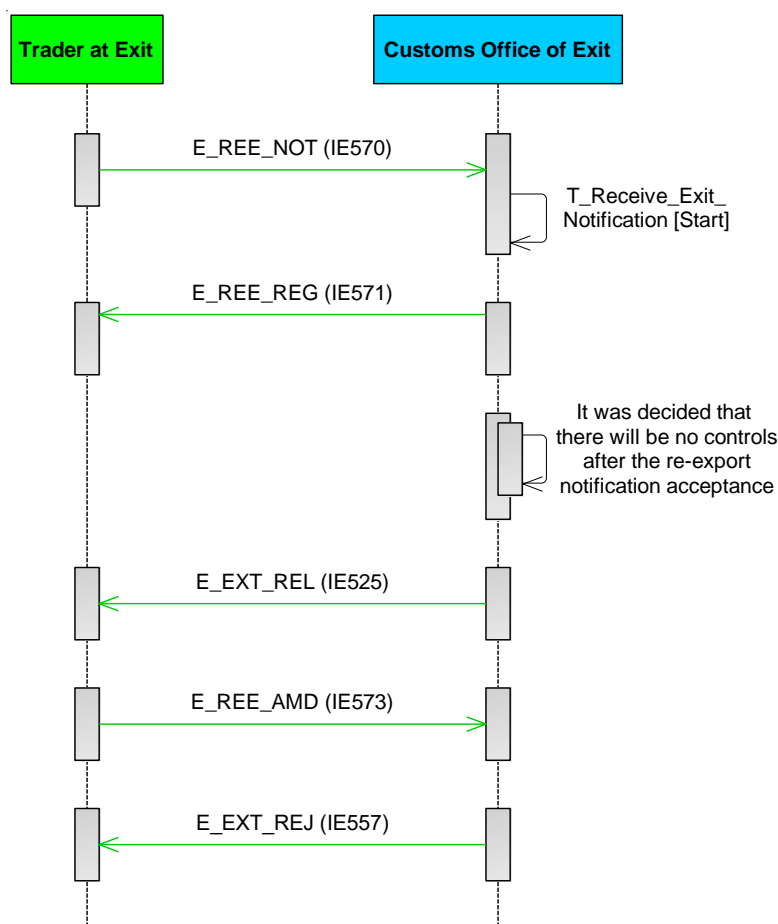 Trader at Exit
Customs Office of Exit
E_REE_NOT (IE570)
T_Receive_Exit_
Notification [Start]
E_REE_REG (IE571)
It was decided that
there will be no controls
after the re-export
notification acceptance
E_EXT_REL (IE525)
E_REE_AMD (IE573)
E_EXT_REJ (IE557)